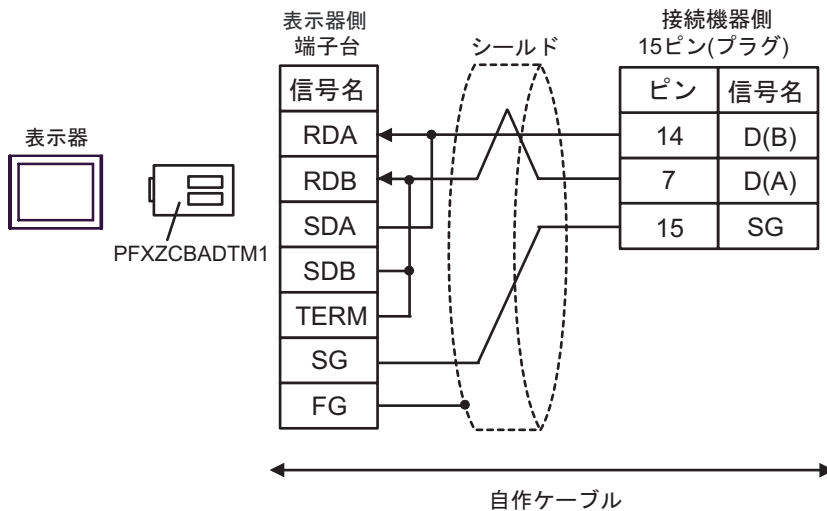 表示器側
端子台
シールド
接続機器側
15ピン(プラグ)
信号名
ピン 信号名
表示器
RDA
14 D(B)
RDB
7 D(A)
SDA
15 SG
PFXZCBADTM1
SDB
TERM
SG
FG
自作ケーブル